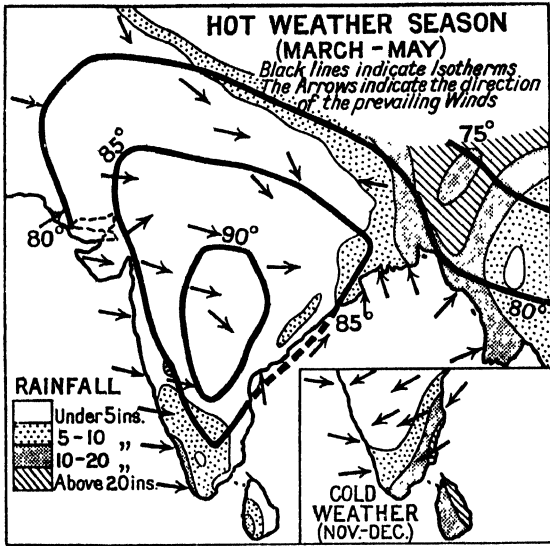 HOT WEATHER SEASON
(MARCH - MAY)
Black lines indicate Isotherms
The Arrows indicate the direction
of the prevailing Winds
75°
85°
80°
90°
80°
85°
RAINFALL
Under 5 ins.
5-10 "
10-20 "
Above 20 ins.
COLD
WEATHER
(NOV.-DEC.)